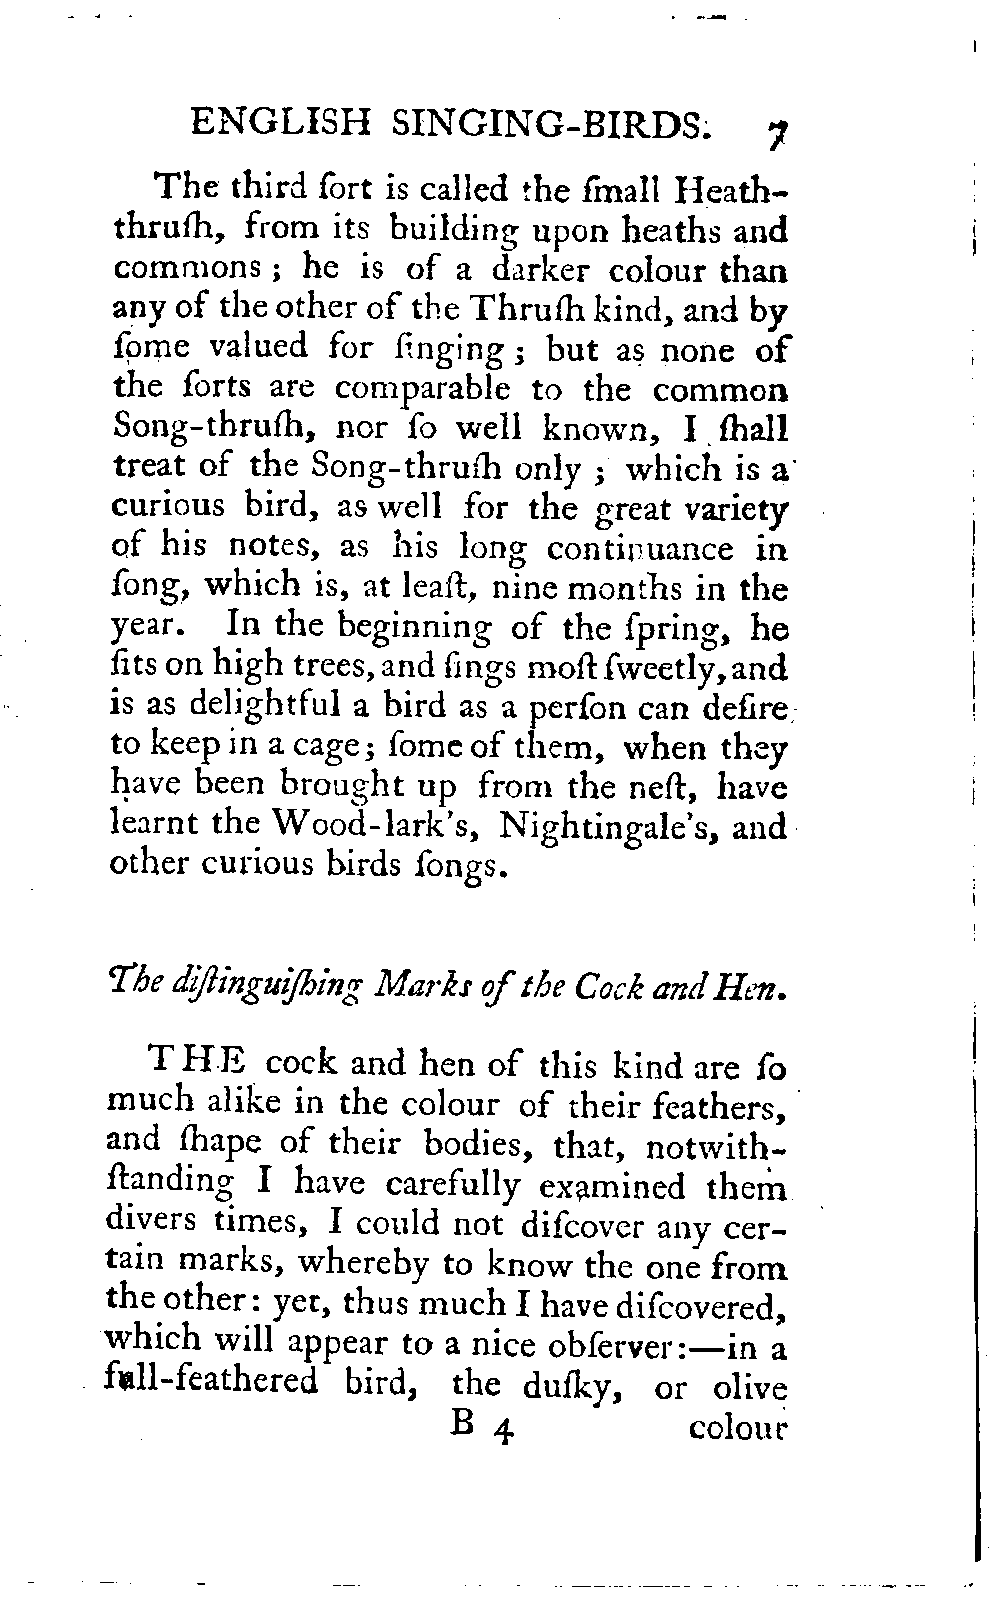 ENGLISH SINGING-BIRDS. 7
The third ſort is called the ſmall Heath-
thruſh, from its building upon heaths and
commons ; he is of a darker colour than
any of the other of the Thruſh kind, and by
ſome valued for ſinging ; but as none of
the ſorts are comparable to the common
Song-thruſh, nor ſo well known, I ſhall
treat of the Song-thruſh only ; which is a
curious bird, as well for the great variety
of his notes, as his long continuance in
ſong, which is, at leaſt, nine months in the
year. In the beginning of the ſpring, he
ſits on high trees, and ſings moſt ſweetly, and
is as delightful a bird as a perſon can deſire
to keep in a cage; ſome of them, when they
have been brought up from the neſt, have
learnt the Wood-lark's, Nightingale's, and
other curious birds ſongs.
The diſtinguiſhing Marks of the Cock and Hen.
THE cock and hen of this kind are ſo
much alike in the colour of their feathers,
and ſhape of their bodies, that, notwith-
ſtanding I have carefully examined them
divers times, I could not diſcover any cer-
tain marks, whereby to know the one from
the other: yet, thus much I have diſcovered,
which will appear to a nice obſerver:—in a
full-feathered bird, the duſky, or olive
B 4 colour